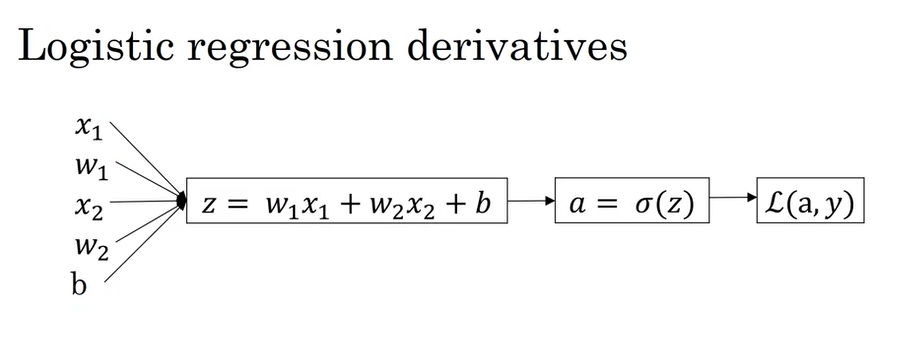 Logistic regression derivatives
x₁
w₁
x₂
w₂
b
z = w₁x₁ + w₂x₂ + b
a = σ(z)
ℒ(a, y)